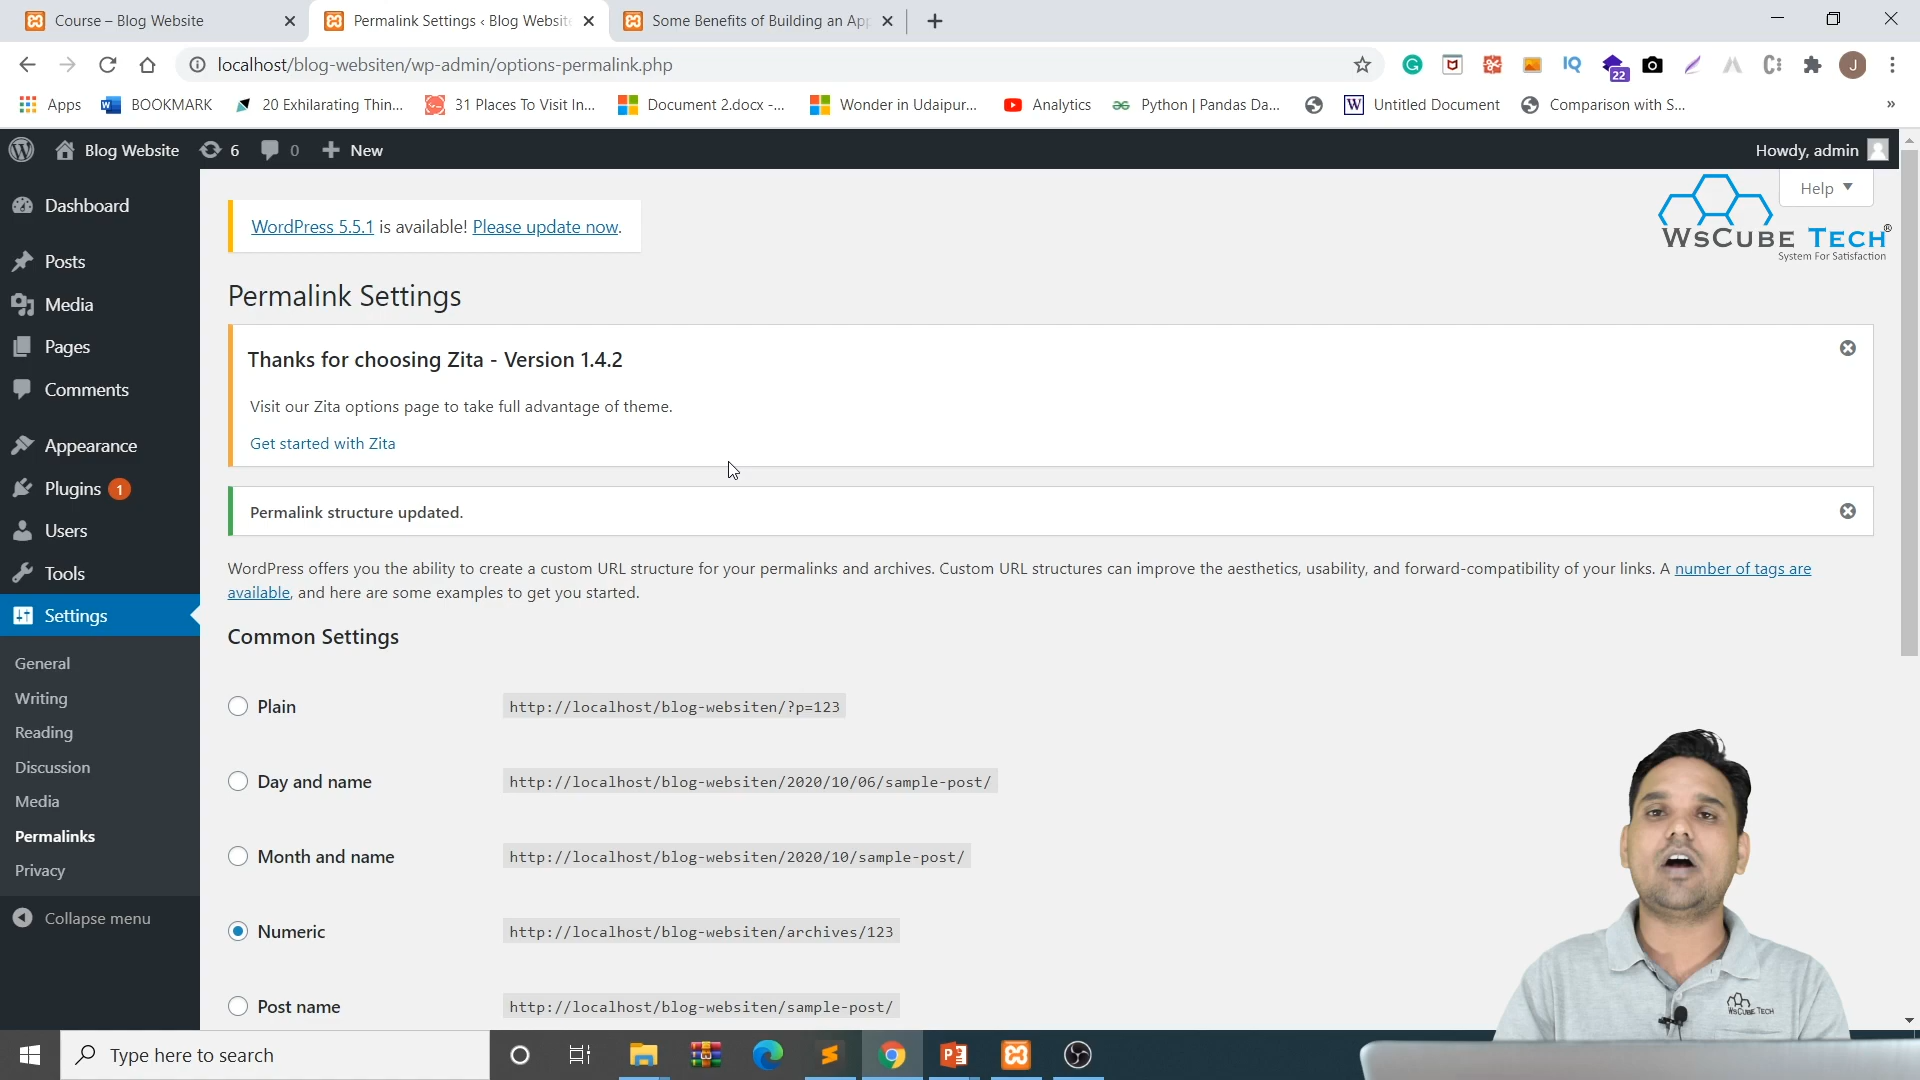 Course – Blog Website
Permalink Settings ‹ Blog Websit
Some Benefits of Building an App
localhost/blog-websiten/wp-admin/options-permalink.php
22
J
Apps
BOOKMARK
20 Exhilarating Thin...
31 Places To Visit In...
Document 2.docx -...
Wonder in Udaipur...
Analytics
Python | Pandas Da...
Untitled Document
Comparison with S...
»
Blog Website
6
0
New
Howdy, admin
Help
WSCUBE TECH®
System For Satisfaction
Dashboard
Posts
Media
Pages
Comments
Appearance
Plugins 1
Users
Tools
Settings
General
Writing
Reading
Discussion
Media
Permalinks
Privacy
Collapse menu
WordPress 5.5.1 is available! Please update now.
Permalink Settings
Thanks for choosing Zita - Version 1.4.2
Visit our Zita options page to take full advantage of theme.
Get started with Zita
Permalink structure updated.
WordPress offers you the ability to create a custom URL structure for your permalinks and archives. Custom URL structures can improve the aesthetics, usability, and forward-compatibility of your links. A number of tags are
available, and here are some examples to get you started.
Common Settings
Plain http://localhost/blog-websiten/?p=123
Day and name http://localhost/blog-websiten/2020/10/06/sample-post/
Month and name http://localhost/blog-websiten/2020/10/sample-post/
Numeric http://localhost/blog-websiten/archives/123
Post name http://localhost/blog-websiten/sample-post/
WSCUBE TECH
Type here to search